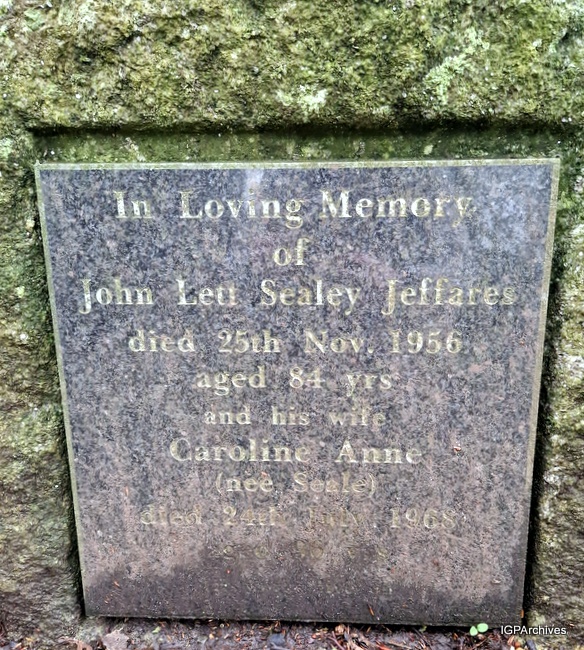 In Loving Memory
of
John Lett Sealey Jeffares
died 25th Nov. 1956
aged 84 yrs
and his wife
Caroline Anne
(nee Seale)
died 24th July 1968
IGPArchives